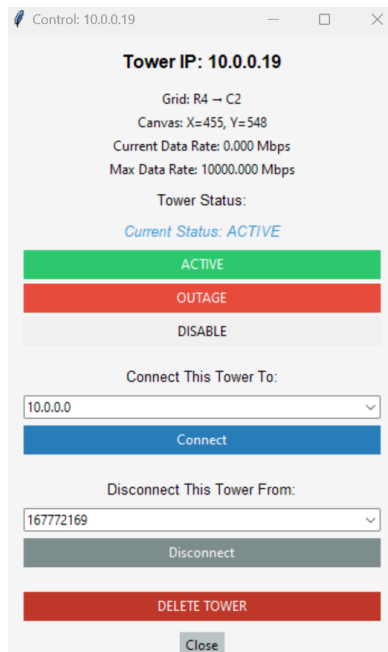 Control: 10.0.0.19
Tower IP: 10.0.0.19
Grid: R4 → C2
Canvas: X=455, Y=548
Current Data Rate: 0.000 Mbps
Max Data Rate: 10000.000 Mbps
Tower Status:
Current Status: ACTIVE
ACTIVE
OUTAGE
DISABLE
Connect This Tower To:
10.0.0.0
Connect
Disconnect This Tower From:
167772169
Disconnect
DELETE TOWER
Close